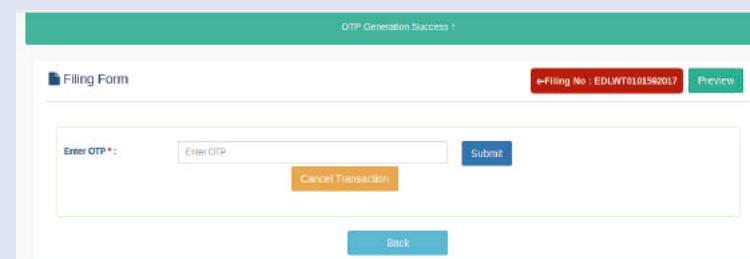 OTP Generation Success !
Filing Form
e-Filing No : EDLWT0101592017
Preview
Enter OTP * :
Enter OTP
Submit
Cancel Transaction
Back